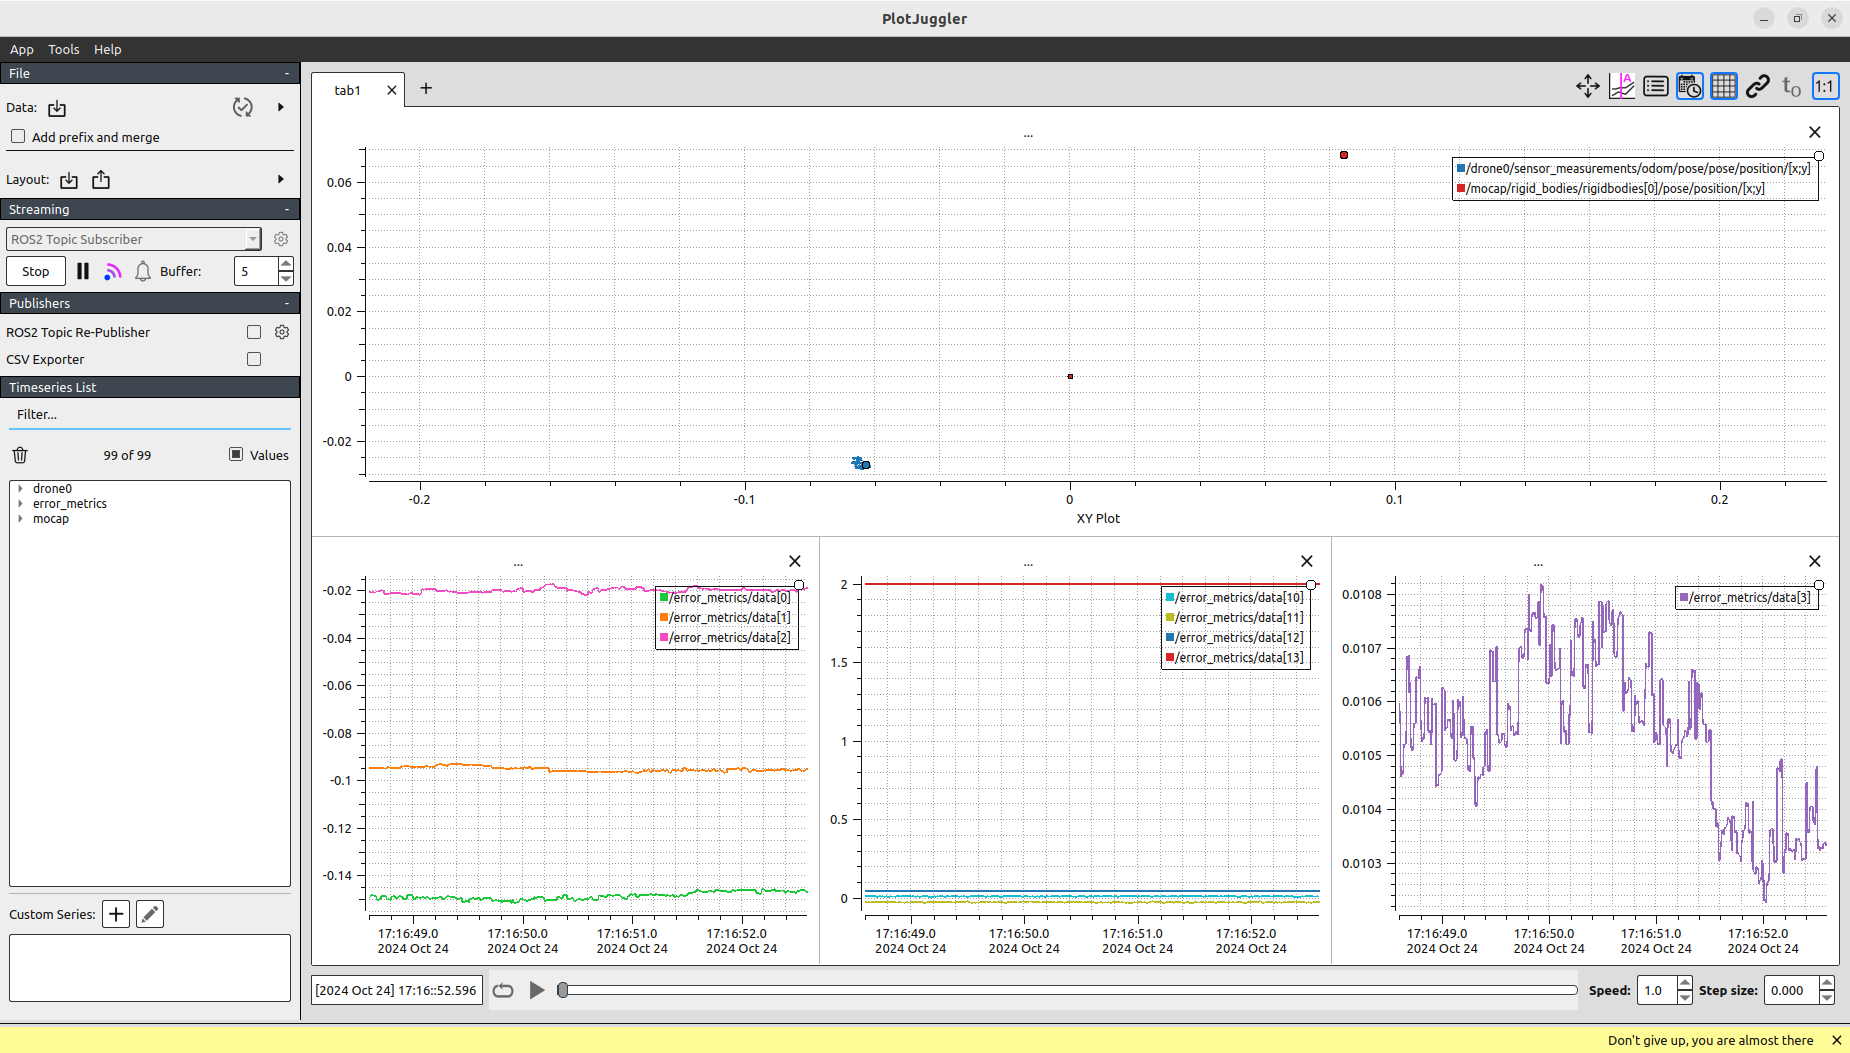 PlotJuggler
App Tools Help
File -
Data:
Add prefix and merge
Layout:
Streaming -
ROS2 Topic Subscriber
Stop Buffer: 5
Publishers -
ROS2 Topic Re-Publisher
CSV Exporter
Timeseries List
Filter...
99 of 99 Values
drone0
error_metrics
mocap
Custom Series:
tab1
A
t0 1:1
...
0.06
0.04
0.02
0
-0.02
-0.2 -0.1 0 0.1 0.2
XY Plot
/drone0/sensor_measurements/odom/pose/pose/position/[x;y]
/mocap/rigid_bodies/rigidbodies[0]/pose/position/[x;y]
...
-0.02
-0.04
-0.06
-0.08
-0.1
-0.12
-0.14
/error_metrics/data[0]
/error_metrics/data[1]
/error_metrics/data[2]
17:16:49.0 17:16:50.0 17:16:51.0 17:16:52.0
2024 Oct 24 2024 Oct 24 2024 Oct 24 2024 Oct 24
...
2
1.5
1
0.5
0
/error_metrics/data[10]
/error_metrics/data[11]
/error_metrics/data[12]
/error_metrics/data[13]
17:16:49.0 17:16:50.0 17:16:51.0 17:16:52.0
2024 Oct 24 2024 Oct 24 2024 Oct 24 2024 Oct 24
...
0.0108
0.0107
0.0106
0.0105
0.0104
0.0103
/error_metrics/data[3]
17:16:49.0 17:16:50.0 17:16:51.0 17:16:52.0
2024 Oct 24 2024 Oct 24 2024 Oct 24 2024 Oct 24
[2024 Oct 24] 17:16::52.596
Speed: 1.0 Step size: 0.000
Don't give up, you are almost there